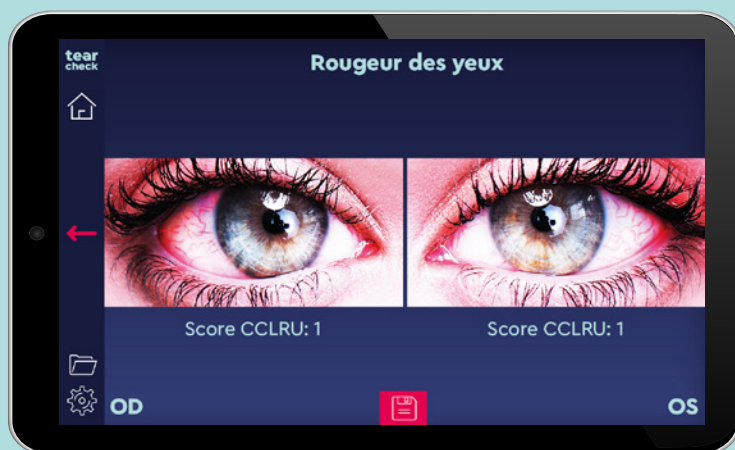 tear
check
Rougeur des yeux
Score CCLRU: 1
Score CCLRU: 1
OD
OS